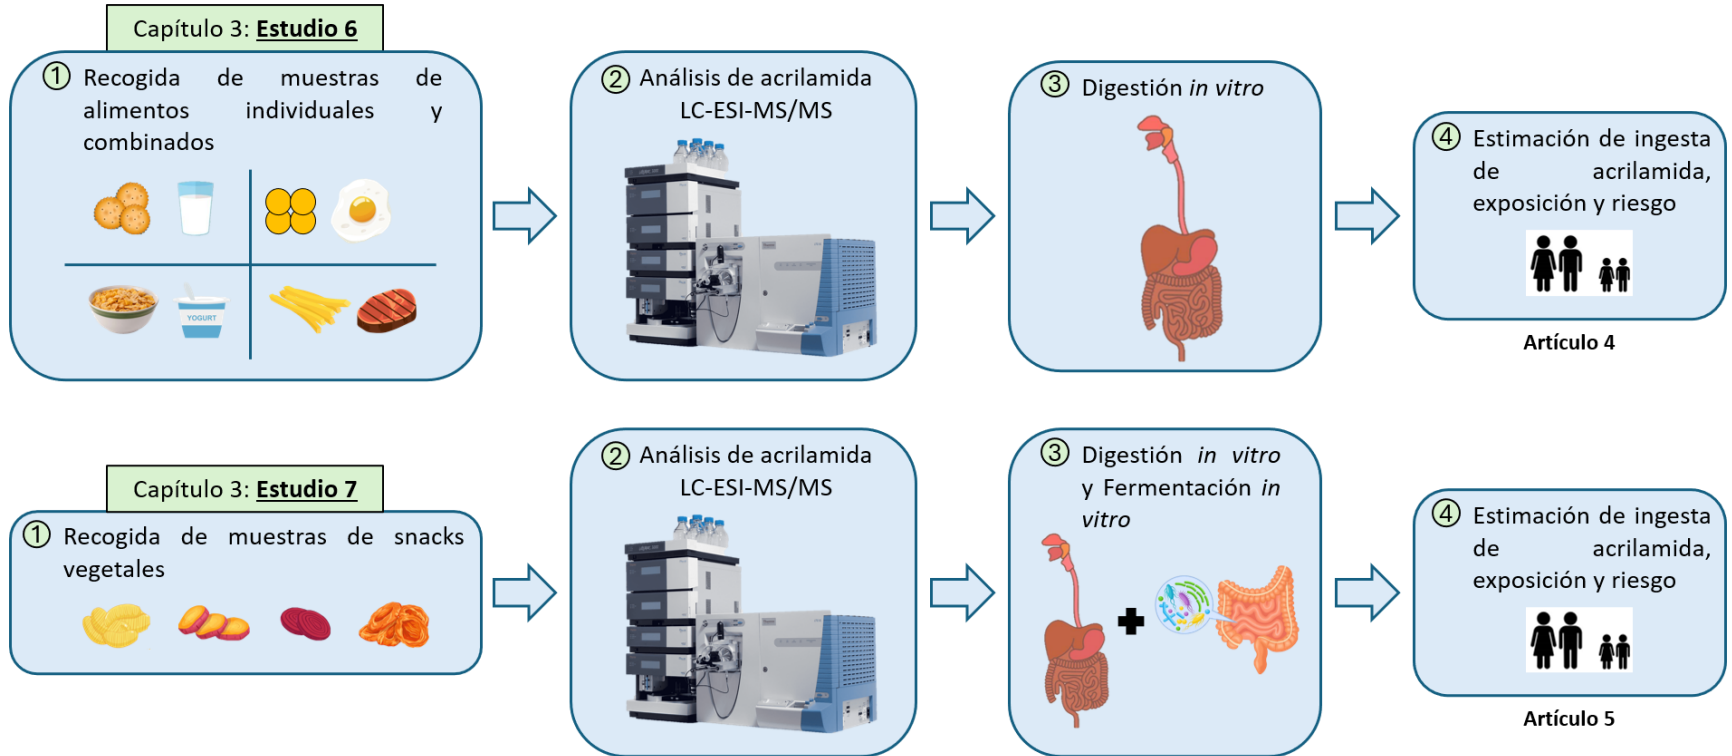 Capítulo 3: Estudio 6
1 Recogida de muestras de
alimentos individuales y
combinados
YOGURT
2 Análisis de acrilamida
LC-ESI-MS/MS
3 Digestión in vitro
4 Estimación de ingesta
de acrilamida,
exposición y riesgo
Artículo 4
Capítulo 3: Estudio 7
1 Recogida de muestras de snacks
vegetales
2 Análisis de acrilamida
LC-ESI-MS/MS
3 Digestión in vitro
y Fermentación in
vitro
4 Estimación de ingesta
de acrilamida,
exposición y riesgo
Artículo 5